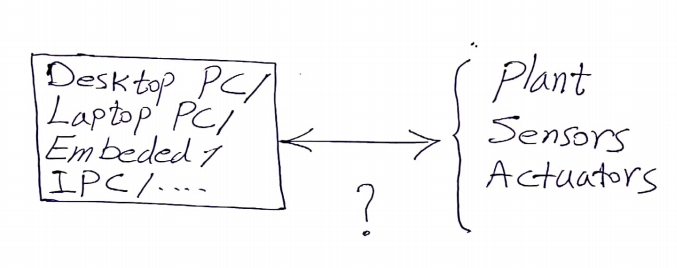 Desktop PC/
Laptop PC/
Embeded/
IPC/....
?
Plant
Sensors
Actuators